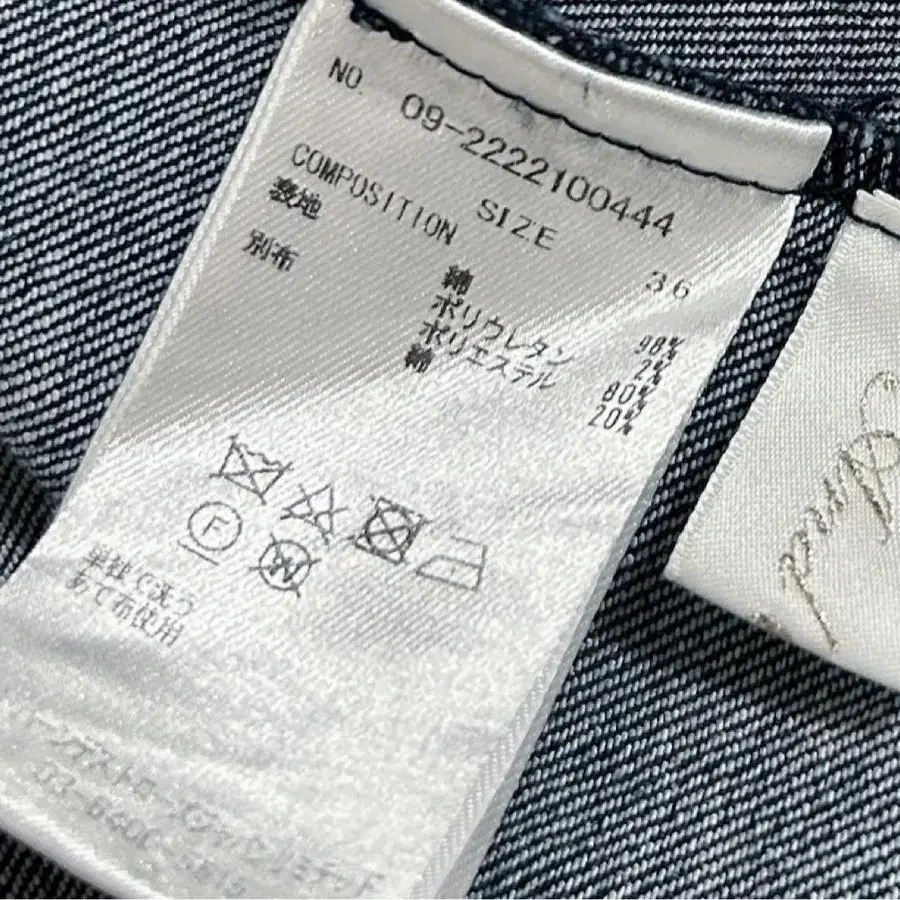 NO. 09-2222100444
SIZE 36
COMPOSITION
表地 綿 98%
ポリウレタン 2%
別布 ポリエステル 80%
綿 20%
F
W
単独で洗う
あて布使用